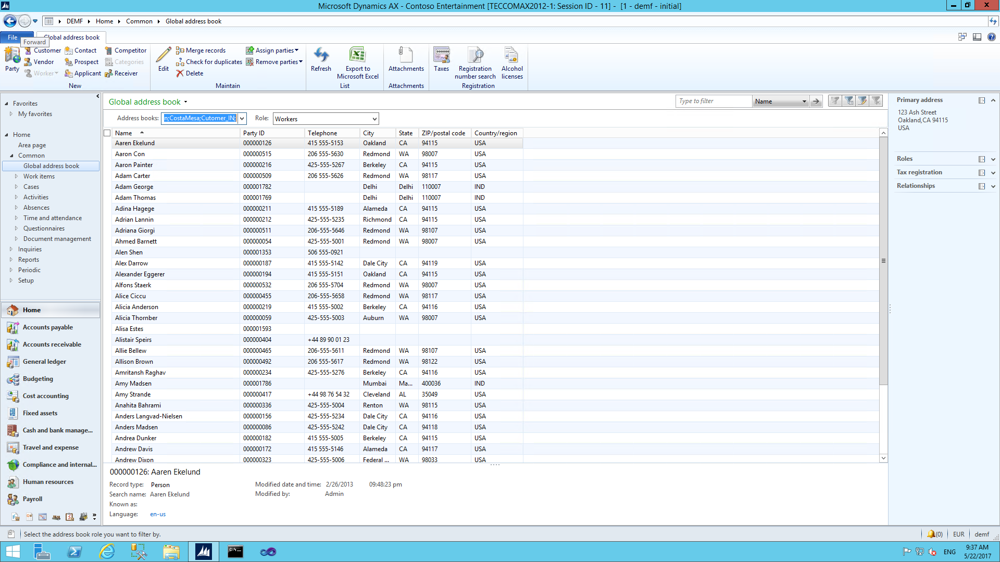 Microsoft Dynamics AX - Contoso Entertainment [TECCOMAX2012-1: Session ID - 11] - [1 - demf - initial]
DEMF Home Common Global address book
File Global address book
Forward
Customer Contact Competitor
Vendor Prospect Categories
Worker Applicant Receiver
Party
New
Edit
Merge records
Check for duplicates
Delete
Assign parties
Remove parties
Maintain
Refresh
Export to
Microsoft Excel
List
Attachments
Attachments
Taxes
Registration
number search
Alcohol
licenses
Registration
Favorites
My favorites
Home
Area page
Common
Global address book
Work items
Cases
Activities
Absences
Time and attendance
Questionnaires
Document management
Inquiries
Reports
Periodic
Setup
Home
Accounts payable
Accounts receivable
General ledger
Budgeting
Cost accounting
Fixed assets
Cash and bank manage...
Travel and expense
Compliance and internal...
Human resources
Payroll
Global address book
Type to filter
Name
Address books: n;CostaMesa;Cutomer_IN; Role: Workers
Name Party ID Telephone City State ZIP/postal code Country/region
Aaren Ekelund 000000126 415 555-5153 Oakland CA 94115 USA
Aaron Con 000000515 206 555-5630 Redmond WA 98007 USA
Aaron Painter 000000216 425-555-5267 Berkeley CA 94115 USA
Adam Carter 000000509 206 555-5626 Redmond WA 98117 USA
Adam George 000001782 Delhi Delhi 110007 IND
Adam Thomas 000001769 Delhi Delhi 110007 IND
Adina Hagege 000000211 415 555-5189 Alameda CA 94115 USA
Adrian Lannin 000000212 425-555-5235 Richmond CA 94115 USA
Adriana Giorgi 000000511 206-555-5646 Redmond WA 98107 USA
Ahmed Barnett 000000054 425-555-5001 Redmond WA 98007 USA
Alen Shen 000001353 506 555-0921
Alex Darrow 000000187 415 555-5142 Dale City CA 94119 USA
Alexander Eggerer 000000194 415 555-5151 Oakland CA 94115 USA
Alfons Staerk 000000532 206 555-5704 Redmond WA 98007 USA
Alice Ciccu 000000455 206-555-5658 Redmond WA 98117 USA
Alicia Anderson 000000219 415 555-5002 Berkeley CA 94116 USA
Alicia Thornber 000000059 425-555-5003 Auburn WA 98007 USA
Alisa Estes 000001593
Alistair Speirs 000000404 +44 89 90 01 23
Allie Bellew 000000465 206-555-5611 Redmond WA 98107 USA
Allison Brown 000000492 206 555-5617 Redmond WA 98122 USA
Amritansh Raghav 000000234 425-555-5276 Berkeley CA 94116 USA
Amy Madsen 000001786 Mumbai Ma... 400036 IND
Amy Strande 000000417 +44 98 76 54 32 Cleveland AL 35049 USA
Anahita Bahrami 000000336 425-555-5004 Renton WA 98115 USA
Anders Langvad-Nielsen 000000156 425-555-5234 Dale City CA 94116 USA
Anders Madsen 000000086 425-555-5242 Dale City CA 94118 USA
Andrea Dunker 000000182 415 555-5005 Berkeley CA 94115 USA
Andrew Davis 000000172 415 555-5146 Alameda CA 94117 USA
Andrew Dixon 000000323 425-555-5006 Federal ... WA 98033 USA
000000126: Aaren Ekelund
Record type: Person Modified date and time: 2/26/2013 09:48:23 pm
Search name: Aaren Ekelund Modified by: Admin
Known as:
Language: en-us
Primary address
123 Ash Street
Oakland,CA 94115
USA
Roles
Tax registration
Relationships
Select the address book role you want to filter by.
(0) EUR demf
ENG
9:37 AM
5/22/2017